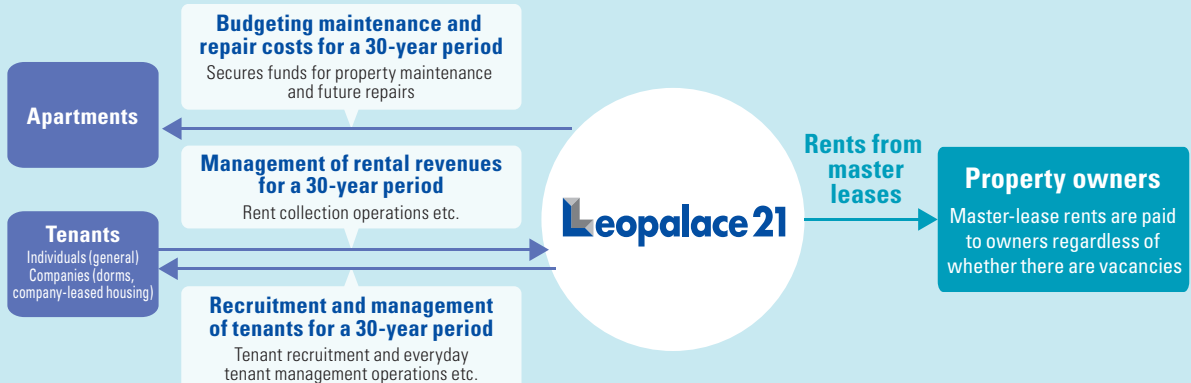 Budgeting maintenance and
repair costs for a 30-year period
Secures funds for property maintenance
and future repairs
Apartments
Management of rental revenues
for a 30-year period
Rent collection operations etc.
Tenants
Individuals (general)
Companies (dorms,
company-leased housing)
Recruitment and management
of tenants for a 30-year period
Tenant recruitment and everyday
tenant management operations etc.
Leopalace 21
Rents from
master
leases
Property owners
Master-lease rents are paid
to owners regardless of
whether there are vacancies